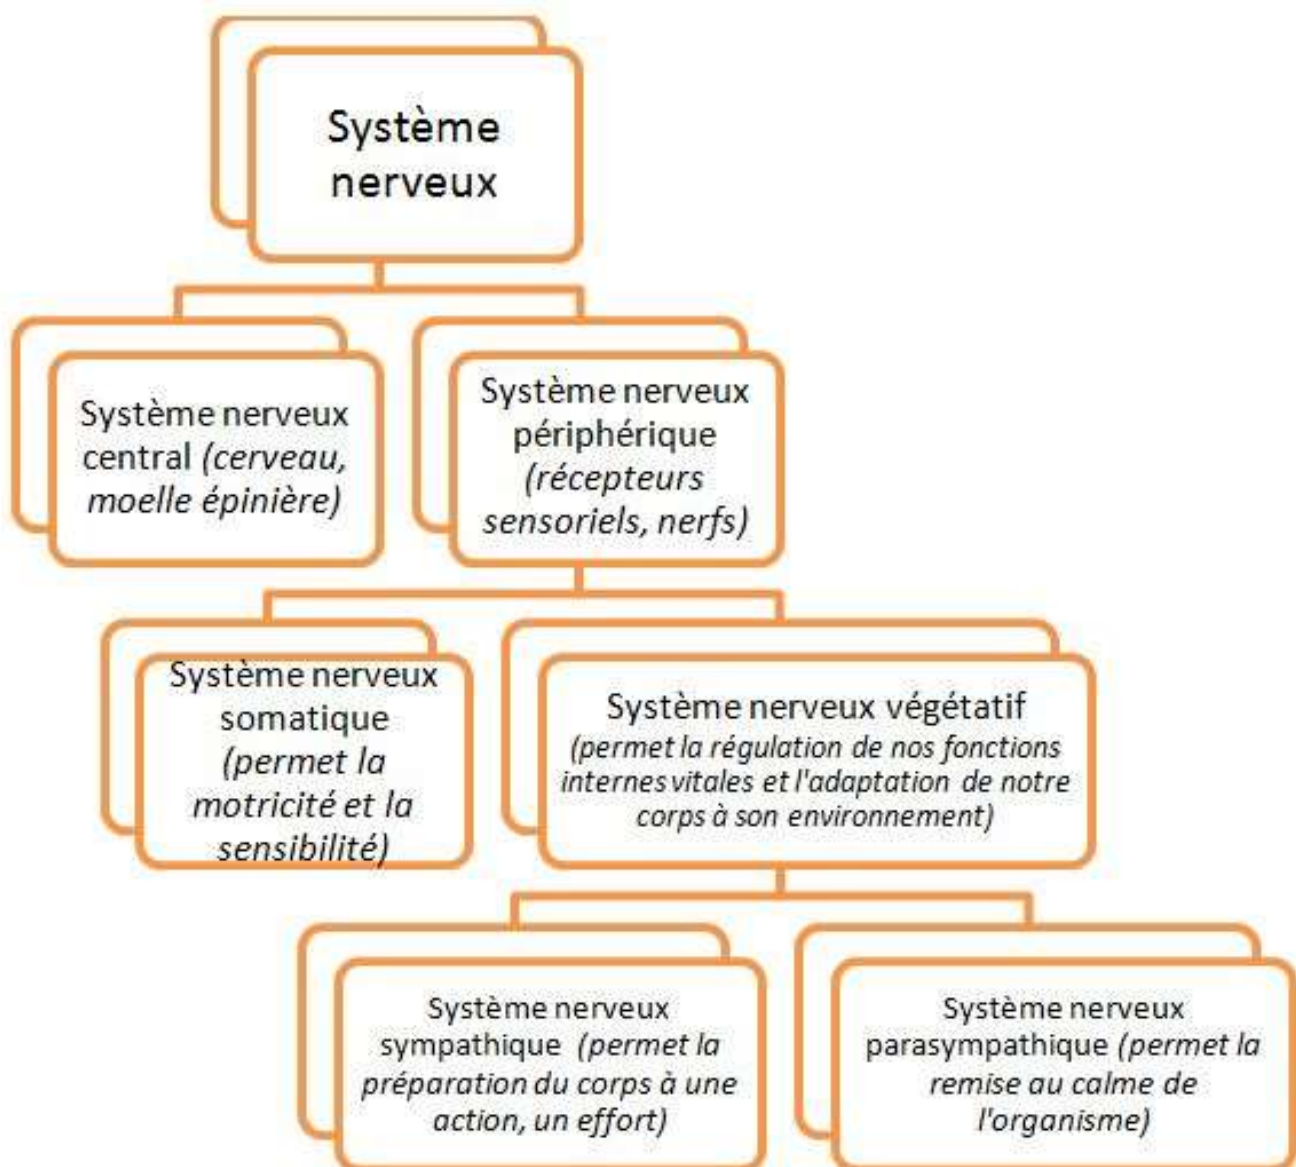 Système
nerveux
Système nerveux
central (cerveau,
moelle épinière)
Système nerveux
périphérique
(récepteurs
sensoriels, nerfs)
Système nerveux
somatique
(permet la
motricité et la
sensibilité)
Système nerveux végétatif
(permet la régulation de nos fonctions
internes vitales et l'adaptation de notre
corps à son environnement)
Système nerveux
sympathique (permet la
préparation du corps à une
action, un effort)
Système nerveux
parasympathique (permet la
remise au calme de
l'organisme)